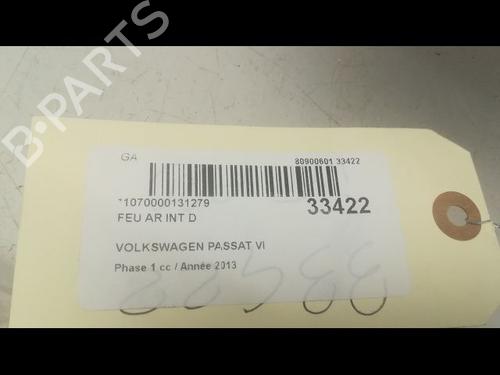 B-PARTS
GA
80900601 33422
*1070000131279
33422
FEU AR INT D
VOLKSWAGEN PASSAT VI
Phase 1 cc / Année 2013